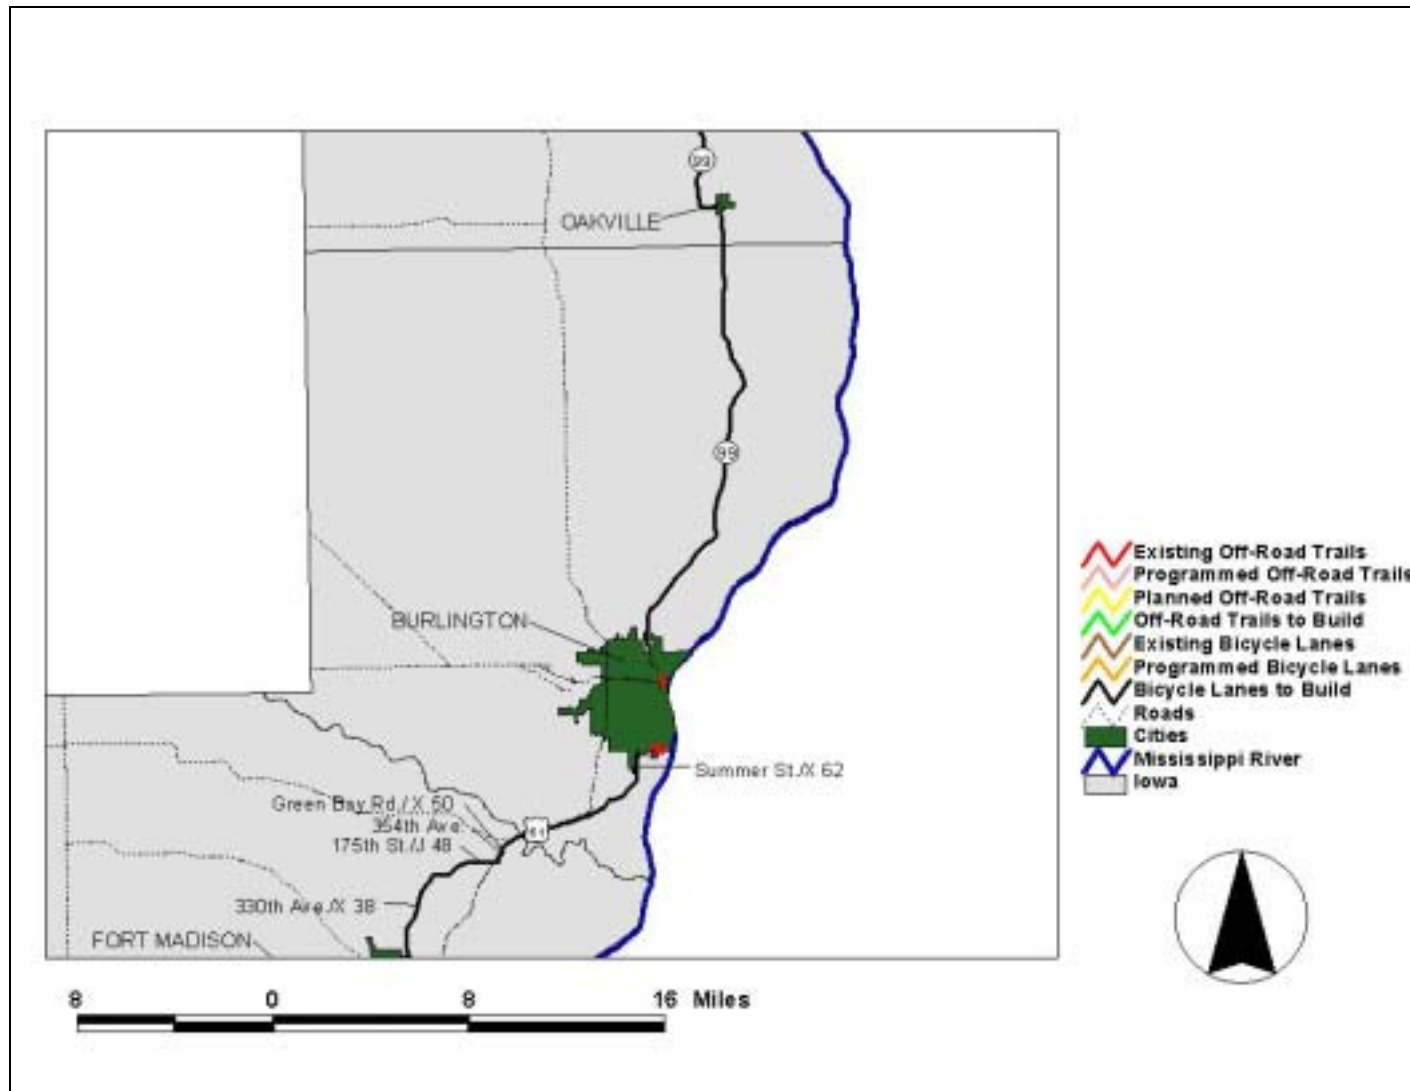 99
OAKVILLE
99
BURLINGTON
Summer St./X 62
Green Bay Rd./X 60
61
354th Ave.
175th St./J 48
330th Ave./X 38
FORT MADISON
Existing Off-Road Trails
Programmed Off-Road Trails
Planned Off-Road Trails
Off-Road Trails to Build
Existing Bicycle Lanes
Programmed Bicycle Lanes
Bicycle Lanes to Build
Roads
Cities
Mississippi River
Iowa
8 0 8 16 Miles